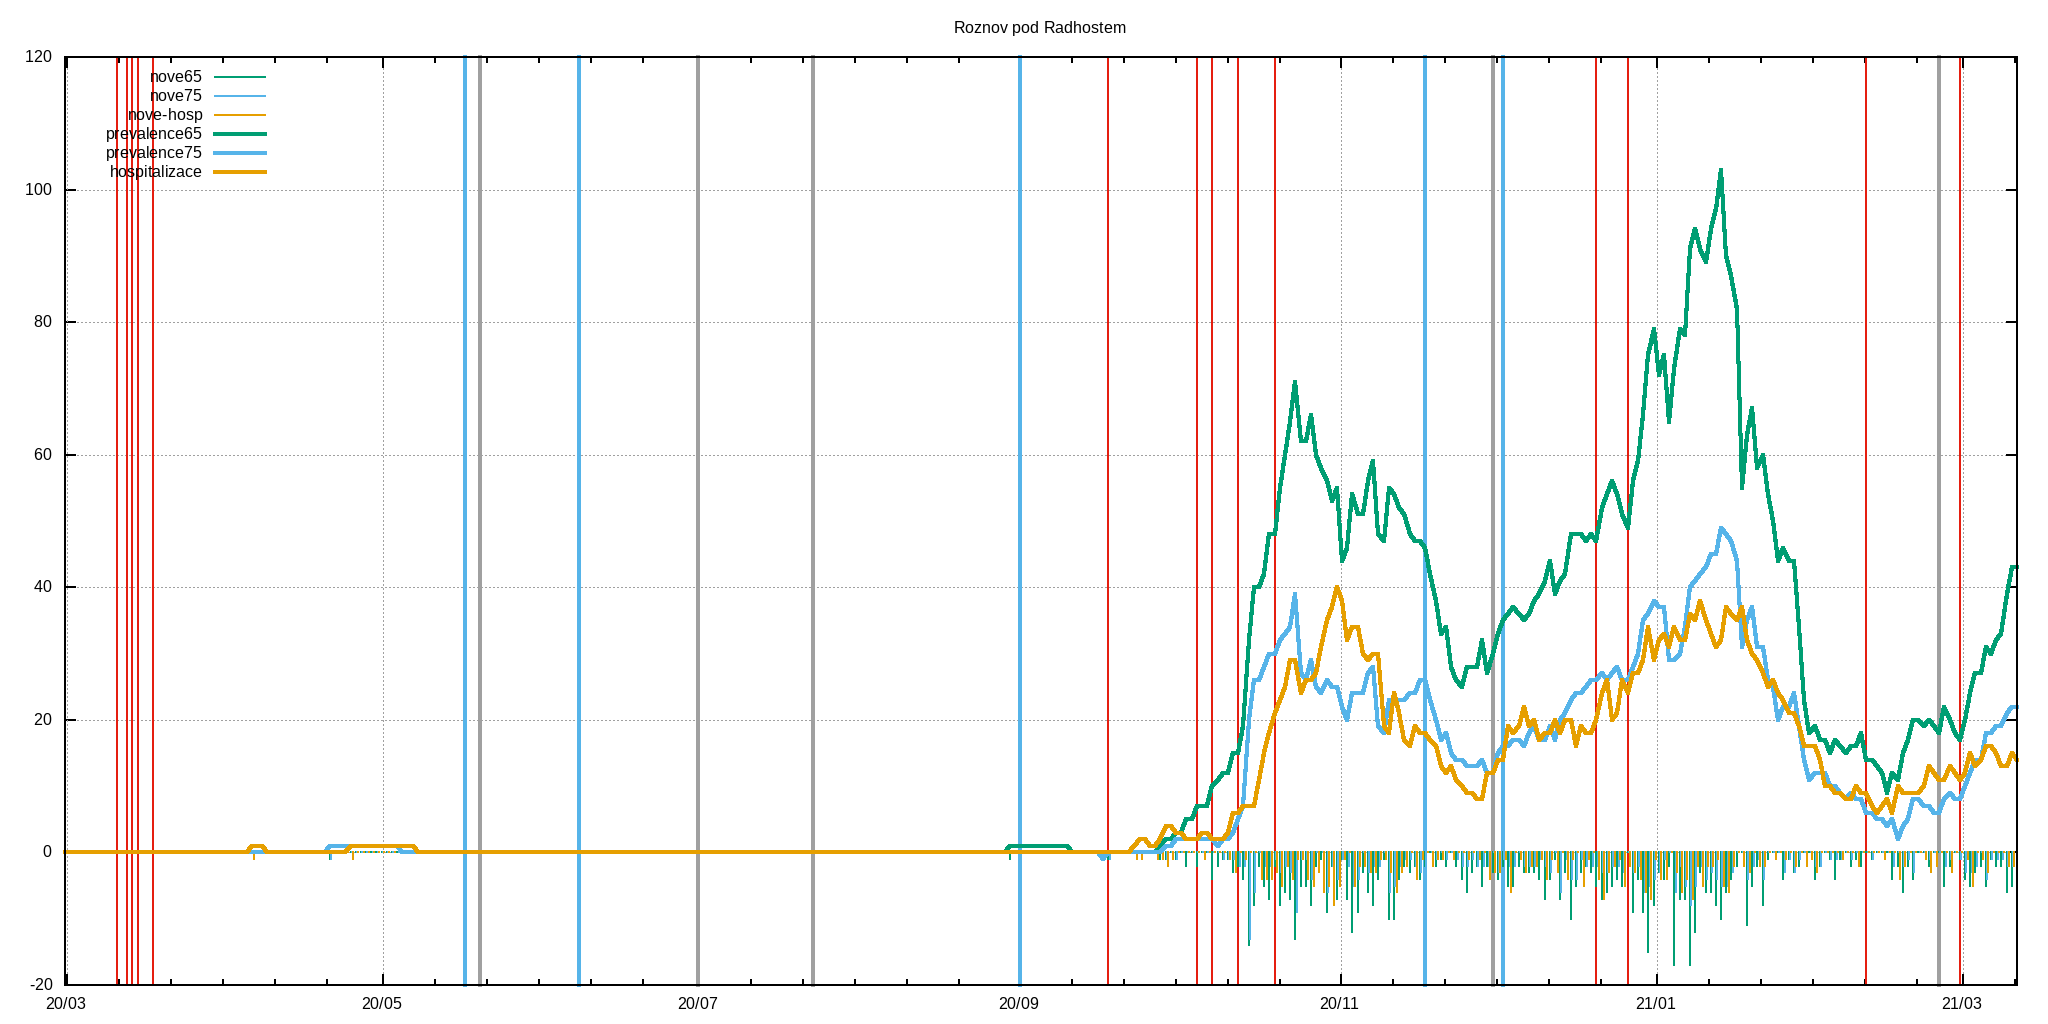 Roznov pod Radhostem
120
100
80
60
40
20
0
-20
nove65
nove75
nove-hosp
prevalence65
prevalence75
hospitalizace
20/03
20/05
20/07
20/09
20/11
21/01
21/03